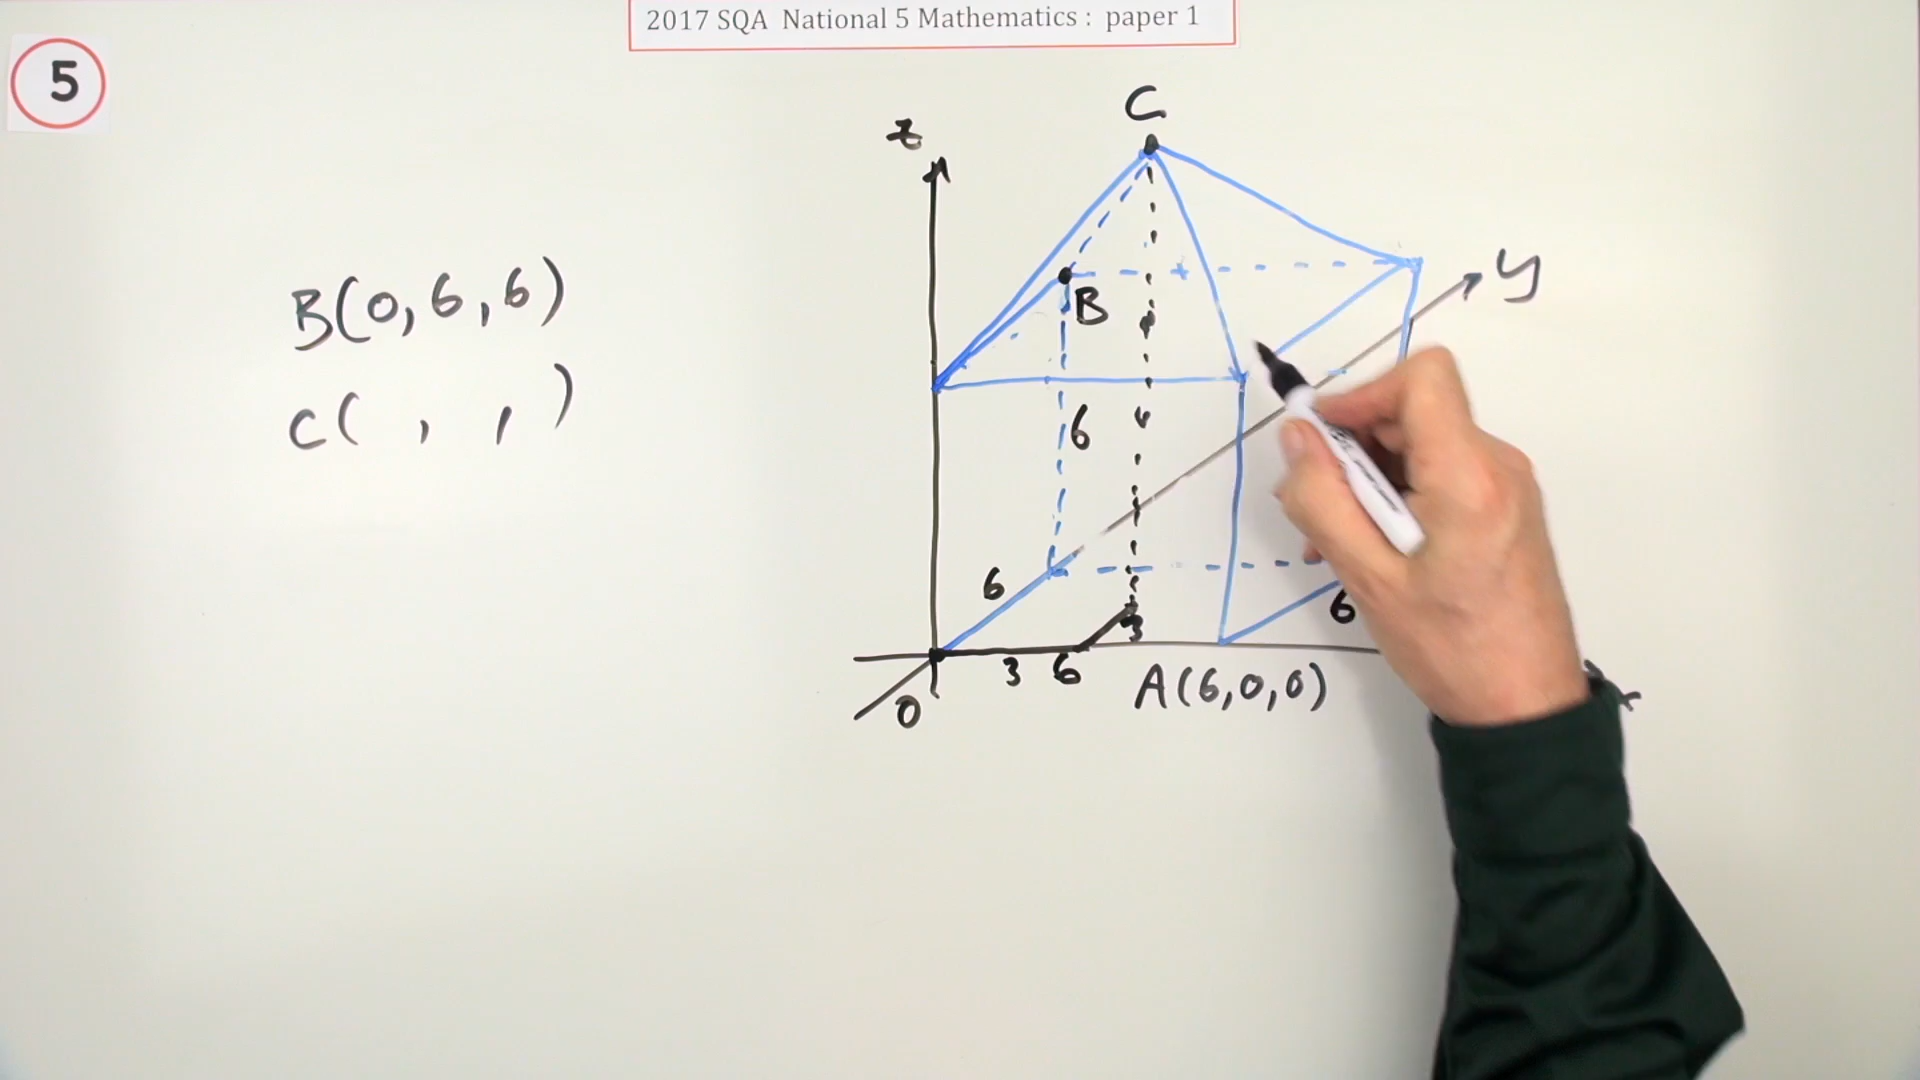 2017 SQA National 5 Mathematics : paper 1
5
C
z
y
B(0,6,6)
B
C( , , )
6
6
6
3
3 6
A(6,0,0)
O
x